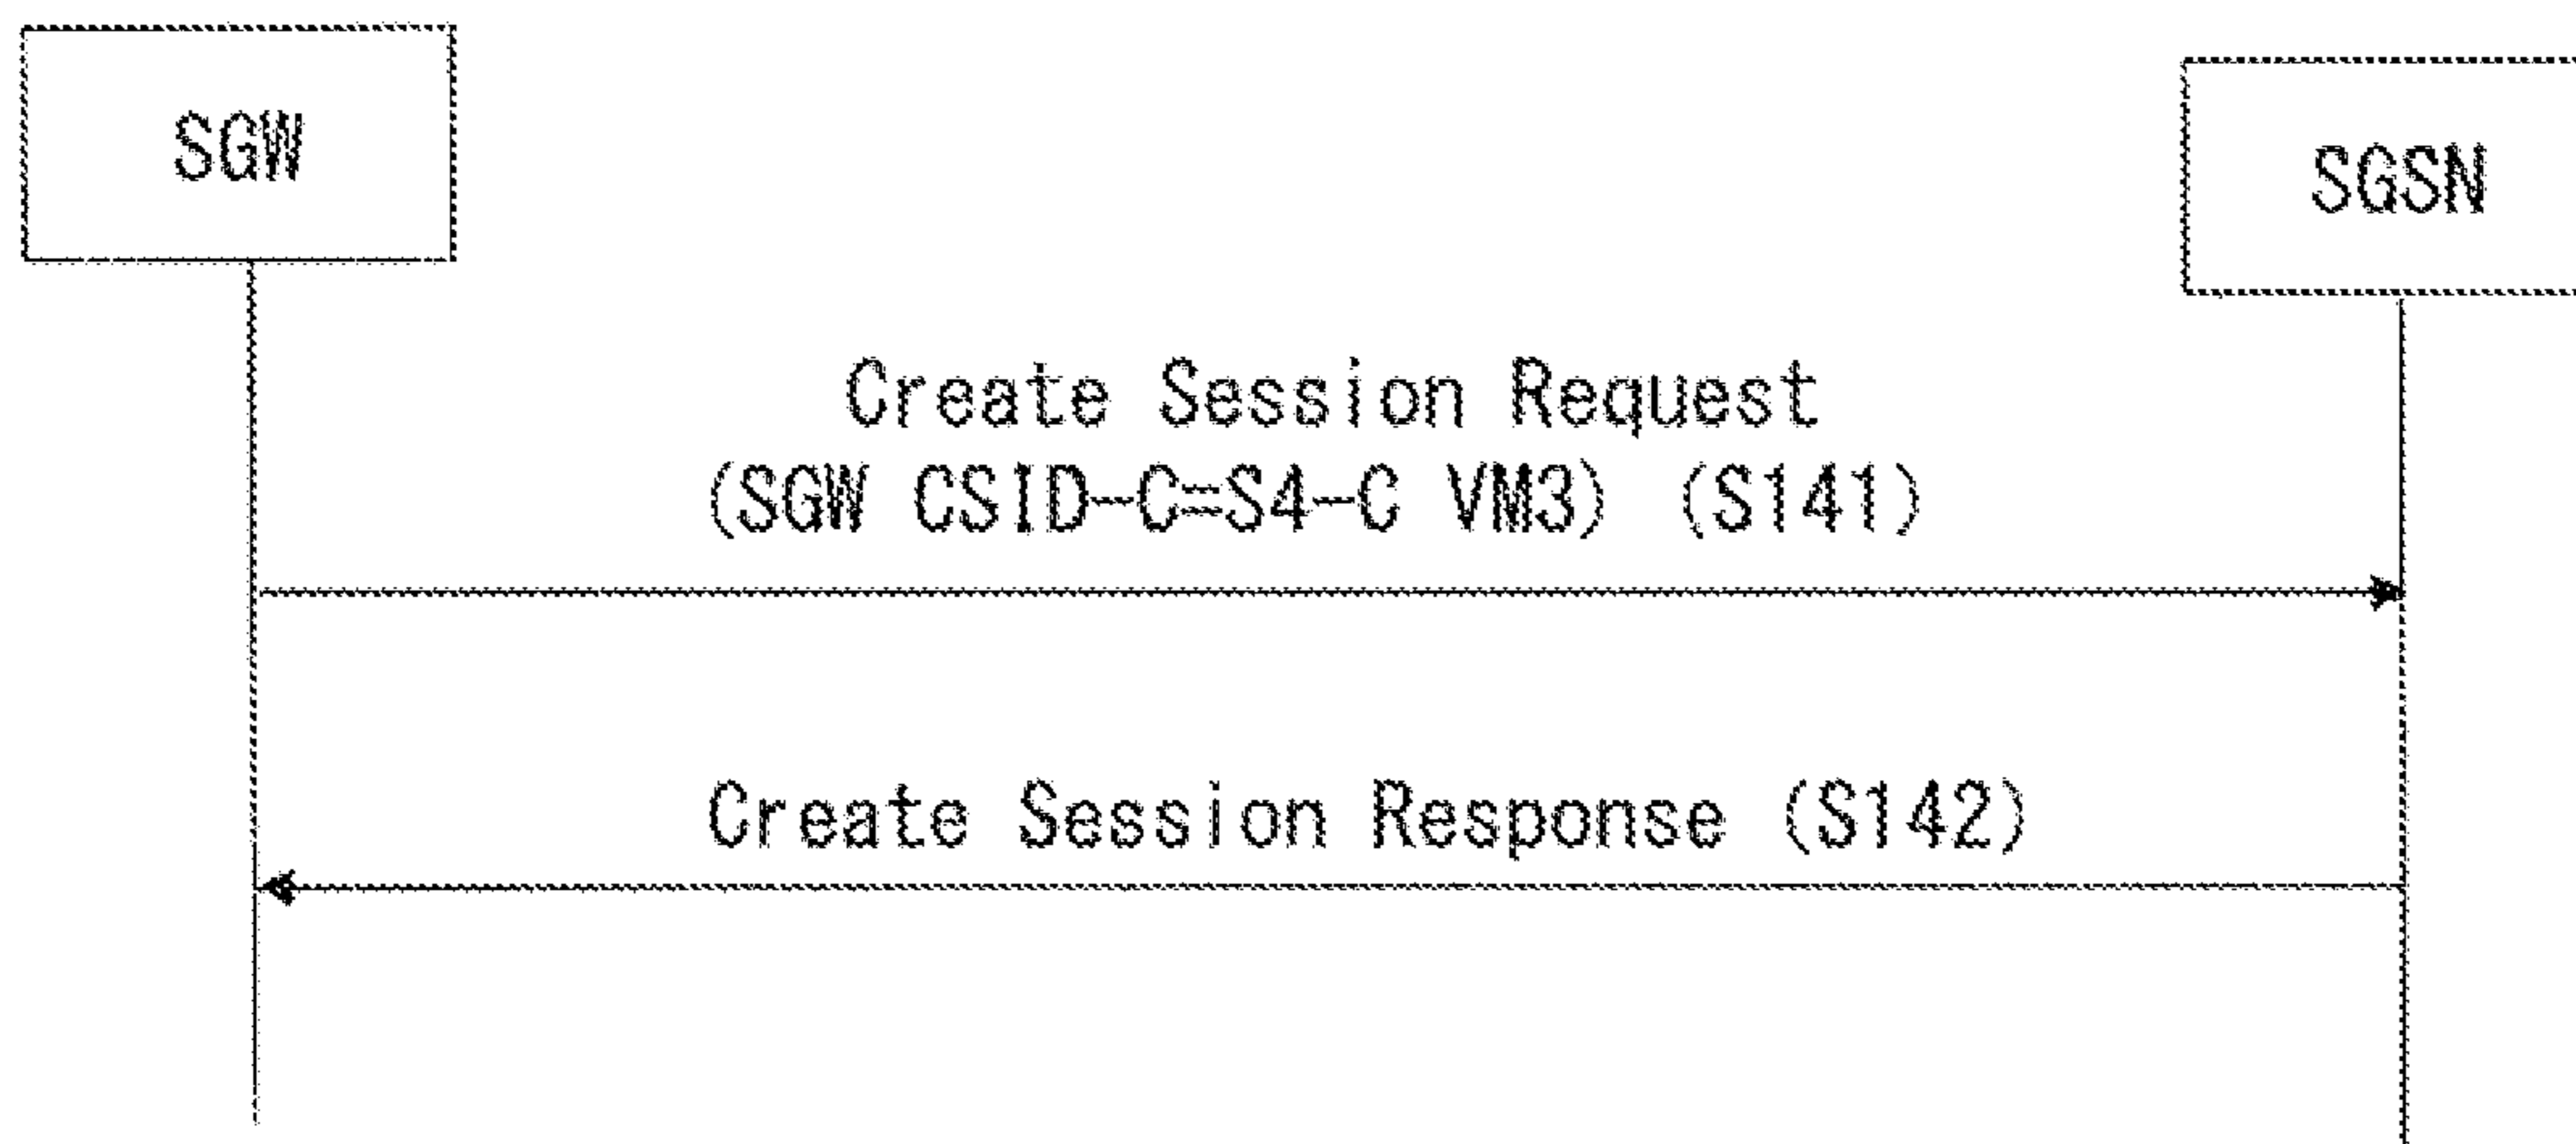 SGW
SGSN
Create Session Request
(SGW CSID-C=S4-C VM3) (S141)
Create Session Response (S142)